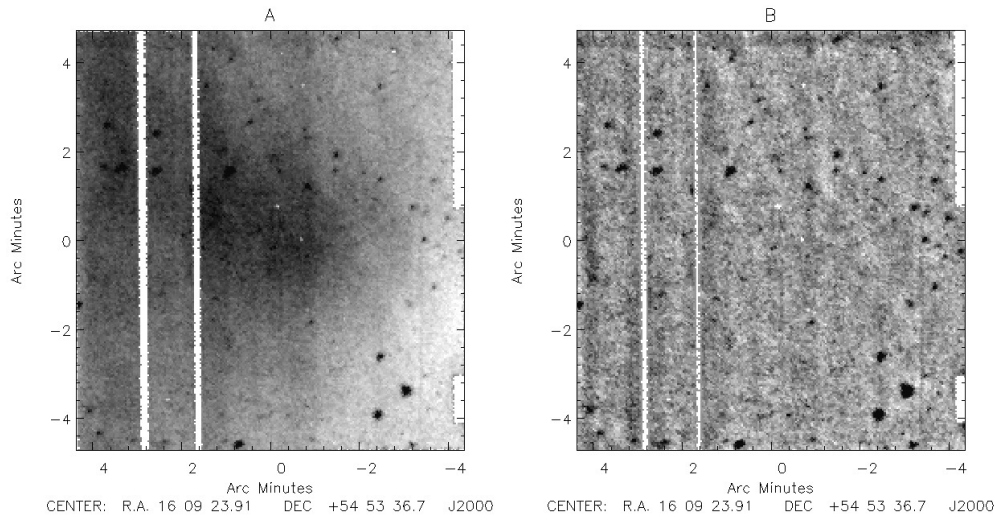 A
B
4
2
0
−2
−4
Arc Minutes
4
2
0
−2
−4
Arc Minutes
4 2 0 −2 −4
4 2 0 −2 −4
Arc Minutes
Arc Minutes
CENTER: R.A. 16 09 23.91 DEC +54 53 36.7 J2000
CENTER: R.A. 16 09 23.91 DEC +54 53 36.7 J2000